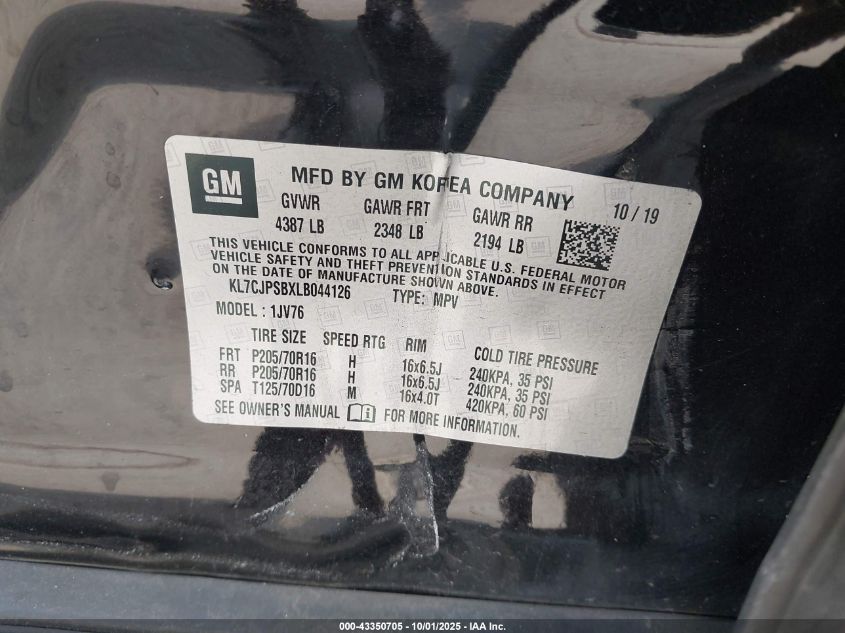 GM
MFD BY GM KOREA COMPANY
10 / 19
GVWR GAWR FRT GAWR RR
4387 LB 2348 LB 2194 LB
THIS VEHICLE CONFORMS TO ALL APPLICABLE U.S. FEDERAL MOTOR
VEHICLE SAFETY AND THEFT PREVENTION STANDARDS IN EFFECT
ON THE DATE OF MANUFACTURE SHOWN ABOVE.
KL7CJPSBXLB044126 TYPE: MPV
MODEL : 1JV76
TIRE SIZE SPEED RTG RIM COLD TIRE PRESSURE
FRT P205/70R16 H 16x6.5J 240KPA, 35 PSI
RR P205/70R16 H 16x6.5J 240KPA, 35 PSI
SPA T125/70D16 M 16x4.0T 420KPA, 60 PSI
SEE OWNER'S MANUAL FOR MORE INFORMATION.
000-43350705 - 10/01/2025 - IAA Inc.